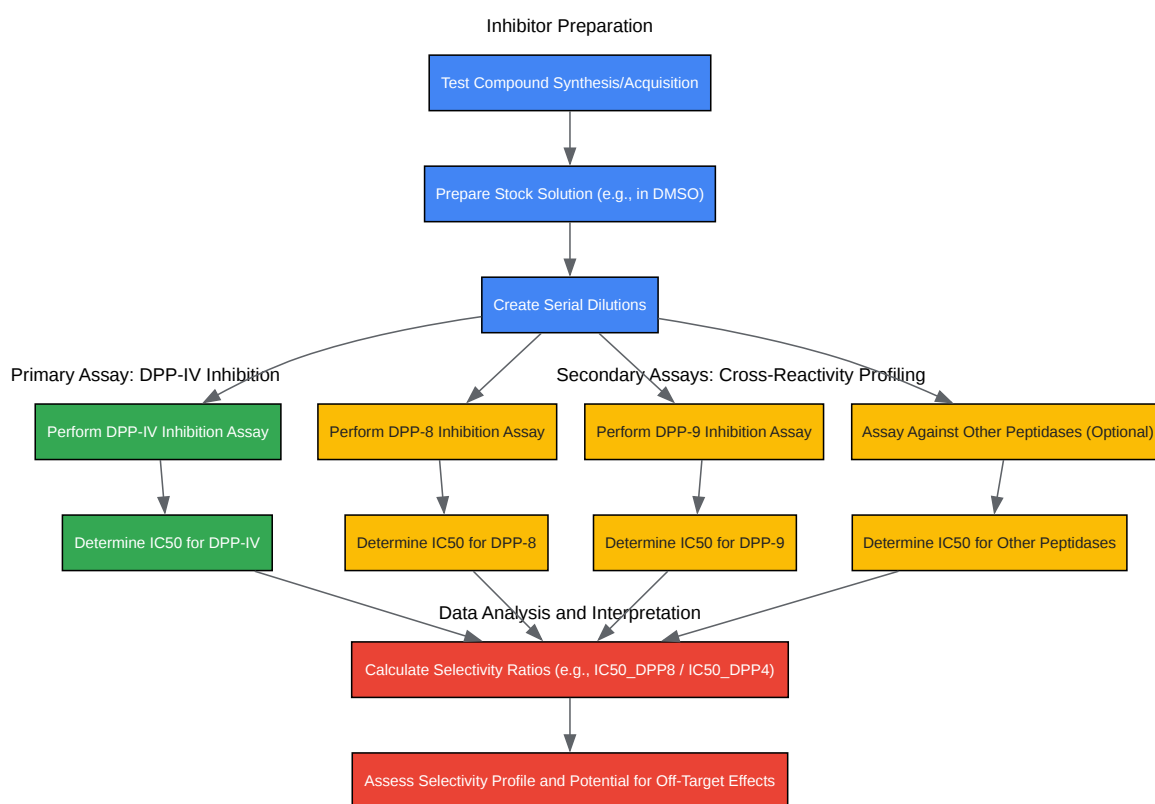 Inhibitor Preparation
Test Compound Synthesis/Acquisition
Prepare Stock Solution (e.g., in DMSO)
Create Serial Dilutions
Primary Assay: DPP-IV Inhibition
Secondary Assays: Cross-Reactivity Profiling
Perform DPP-IV Inhibition Assay
Perform DPP-8 Inhibition Assay
Perform DPP-9 Inhibition Assay
Assay Against Other Peptidases (Optional)
Determine IC50 for DPP-IV
Determine IC50 for DPP-8
Determine IC50 for DPP-9
Determine IC50 for Other Peptidases
Data Analysis and Interpretation
Calculate Selectivity Ratios (e.g., IC50_DPP8 / IC50_DPP4)
Assess Selectivity Profile and Potential for Off-Target Effects